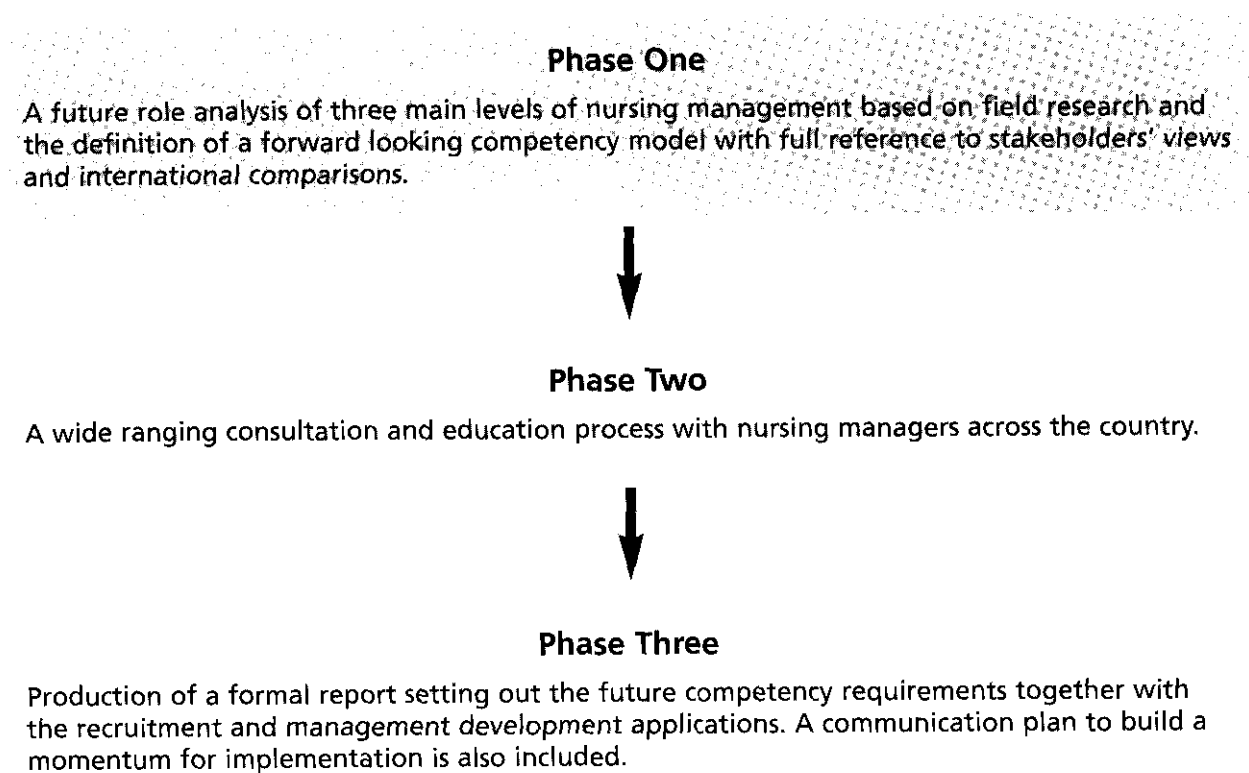 Phase One
A future role analysis of three main levels of nursing management based on field research and
the definition of a forward looking competency model with full reference to stakeholders' views
and international comparisons.
Phase Two
A wide ranging consultation and education process with nursing managers across the country.
Phase Three
Production of a formal report setting out the future competency requirements together with
the recruitment and management development applications. A communication plan to build a
momentum for implementation is also included.